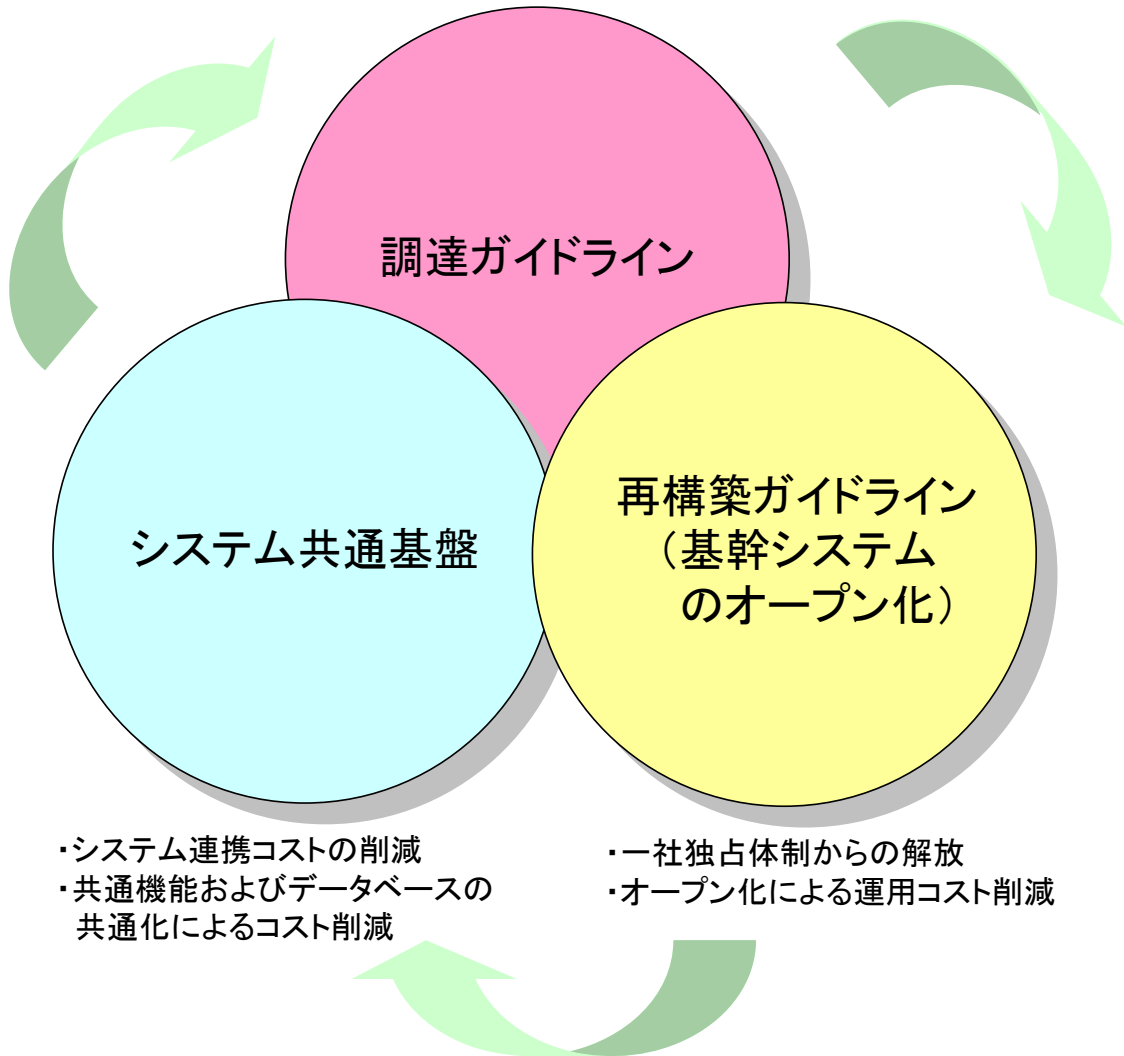 調達ガイドライン
システム共通基盤
再構築ガイドライン
（基幹システム
のオープン化）
・システム連携コストの削減
・共通機能およびデータベースの
共通化によるコスト削減
・一社独占体制からの解放
・オープン化による運用コスト削減